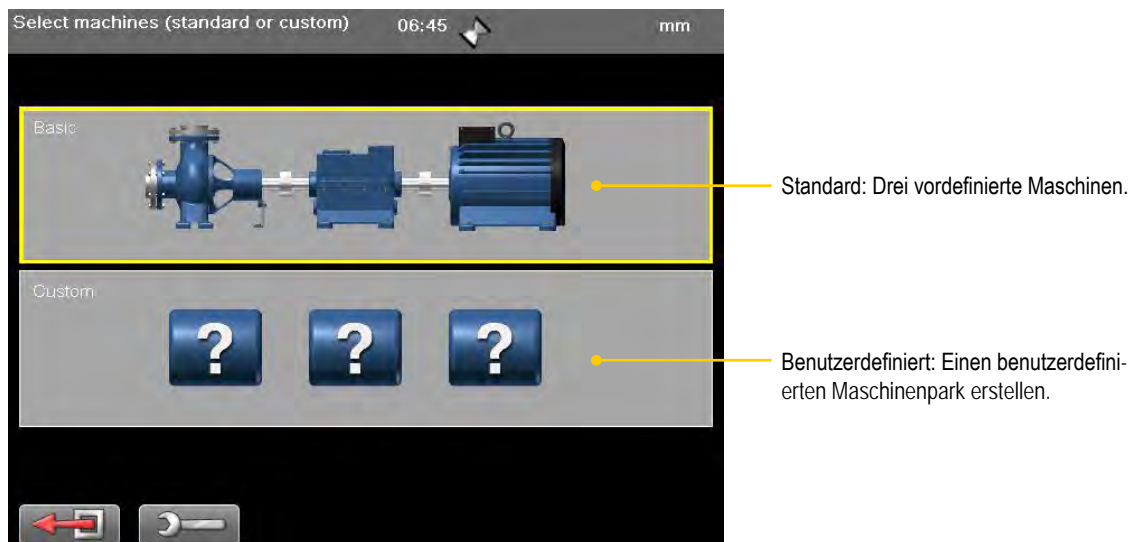 Select machines (standard or custom) 06:45 mm
Basic
Standard: Drei vordefinierte Maschinen.
Custom
? ? ?
Benutzerdefiniert: Einen benutzerdefini-
erten Maschinenpark erstellen.